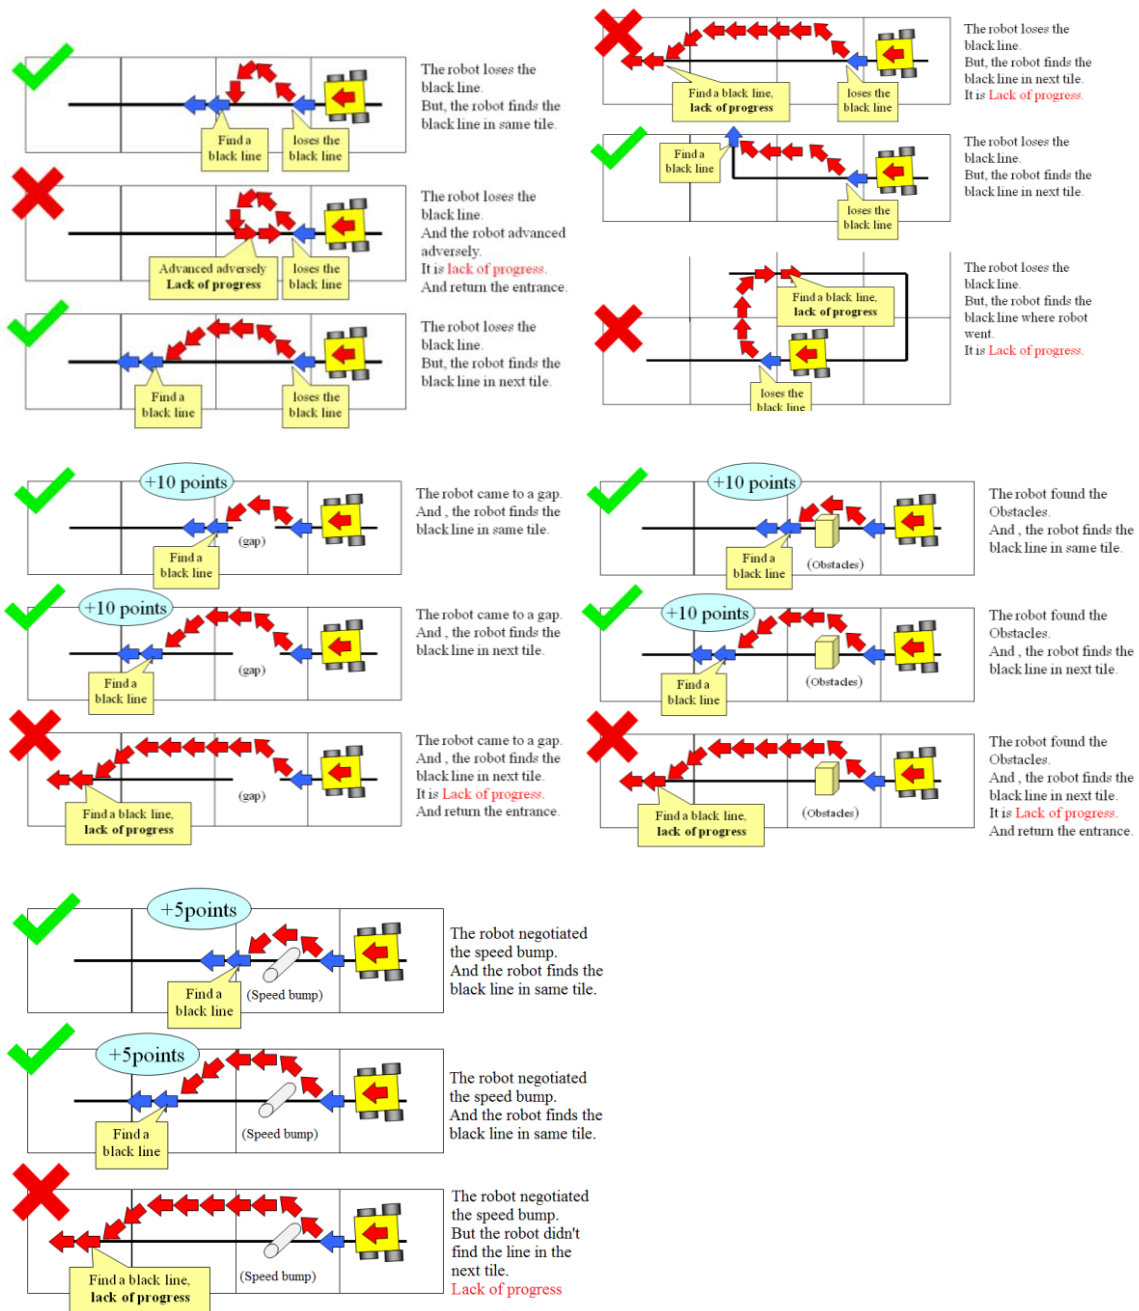 The robot loses the
black line.
But, the robot finds the
black line in same tile.
Find a
black line
loses the
black line
The robot loses the
black line.
And the robot advanced
adversely.
It is lack of progress.
And return the entrance.
Advanced adversely
Lack of progress
loses the
black line
The robot loses the
black line.
But, the robot finds the
black line in next tile.
Find a
black line
loses the
black line
The robot loses the
black line.
But, the robot finds the
black line in next tile.
It is Lack of progress.
Find a black line,
lack of progress
loses the
black line
The robot loses the
black line.
But, the robot finds the
black line in next tile.
Find a
black line
loses the
black line
The robot loses the
black line.
But, the robot finds the
black line where robot
went.
It is Lack of progress.
Find a black line,
lack of progress
loses the
black line
+10 points
The robot came to a gap.
And , the robot finds the
black line in same tile.
(gap)
Find a
black line
+10 points
The robot came to a gap.
And , the robot finds the
black line in next tile.
(gap)
Find a
black line
The robot came to a gap.
And , the robot finds the
black line in next tile.
It is Lack of progress.
And return the entrance.
(gap)
Find a black line,
lack of progress
+10 points
The robot found the
Obstacles.
And , the robot finds the
black line in same tile.
Find a
black line
(Obstacles)
+10 points
The robot found the
Obstacles.
And , the robot finds the
black line in next tile.
Find a
black line
(Obstacles)
The robot found the
Obstacles.
And , the robot finds the
black line in next tile.
It is Lack of progress.
And return the entrance.
Find a black line,
lack of progress
(Obstacles)
+5points
The robot negotiated
the speed bump.
And the robot finds the
black line in same tile.
Find a
black line
(Speed bump)
+5points
The robot negotiated
the speed bump.
And the robot finds the
black line in same tile.
Find a
black line
(Speed bump)
The robot negotiated
the speed bump.
But the robot didn't
find the line in the
next tile.
Lack of progress
Find a black line,
lack of progress
(Speed bump)